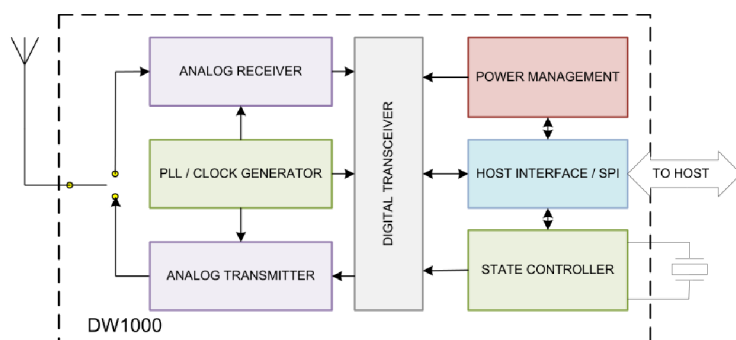 ANALOG RECEIVER
POWER MANAGEMENT
PLL / CLOCK GENERATOR
DIGITAL TRANSCEIVER
HOST INTERFACE / SPI
TO HOST
ANALOG TRANSMITTER
STATE CONTROLLER
DW1000